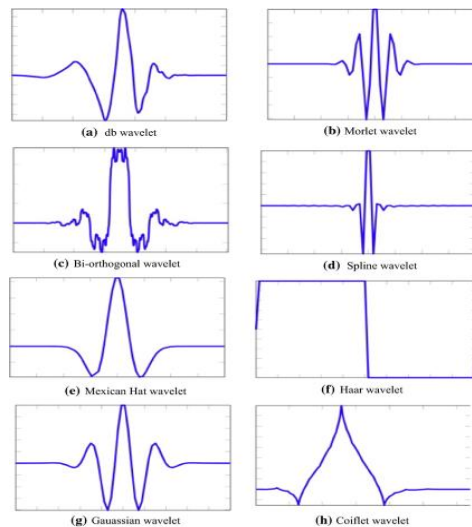 (a) db wavelet
(b) Morlet wavelet
(c) Bi-orthogonal wavelet
(d) Spline wavelet
(e) Mexican Hat wavelet
(f) Haar wavelet
(g) Gauassian wavelet
(h) Coiflet wavelet